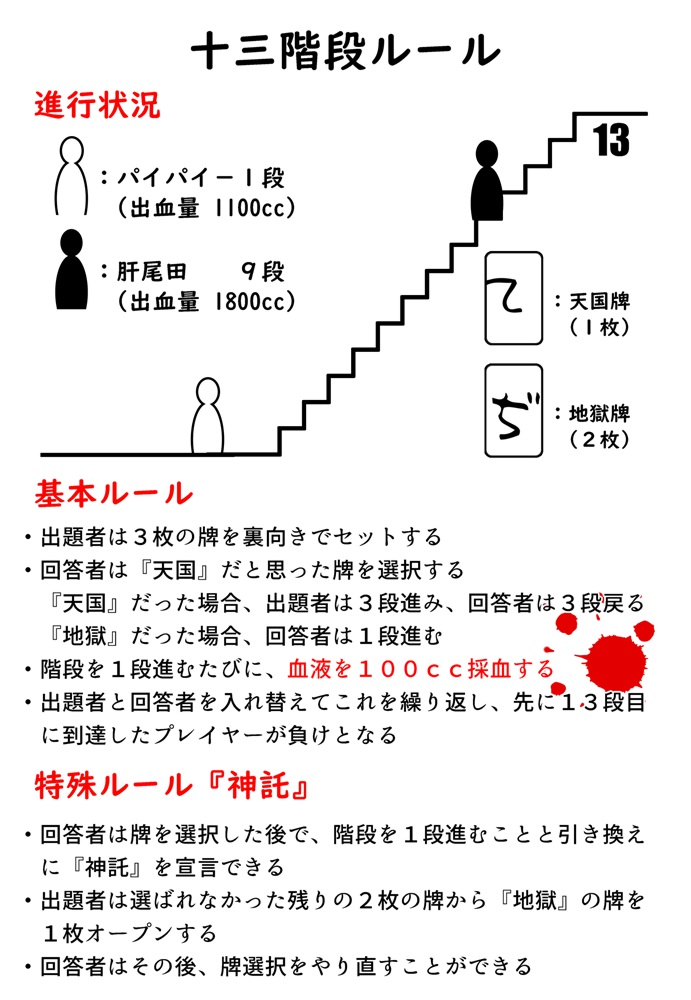 十三階段ルール
進行状況
：パイパイー１段
（出血量 1100cc）
：肝尾田　９段
（出血量 1800cc）
13
て
：天国牌
（１枚）
ぢ
：地獄牌
（２枚）
基本ルール
・出題者は３枚の牌を裏向きでセットする
・回答者は『天国』だと思った牌を選択する
『天国』だった場合、出題者は３段進み、回答者は３段戻る
『地獄』だった場合、回答者は１段進む
・階段を１段進むたびに、血液を１００ｃｃ採血する
・出題者と回答者を入れ替えてこれを繰り返し、先に１３段目
に到達したプレイヤーが負けとなる
特殊ルール『神託』
・回答者は牌を選択した後で、階段を１段進むことと引き換え
に『神託』を宣言できる
・出題者は選ばれなかった残りの２枚の牌から『地獄』の牌を
１枚オープンする
・回答者はその後、牌選択をやり直すことができる